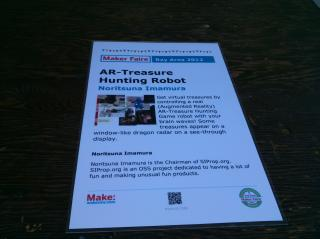 Maker Faire Bay Area 2012
AR-Treasure
Hunting Robot
Noritsuna Imamura
Get virtual treasures by
controlling a real
(Augmented Reality)
AR-Treasure Hunting
Game robot with your
brain waves! Some
treasures appear on a
window-like dragon radar on a see-through
display.
Noritsuna Imamura
Noritsuna Imamura is the Chairman of SIProp.org.
SIProp.org is an OSS project dedicated to having a lot of
fun and making unusual fun products.
Make: